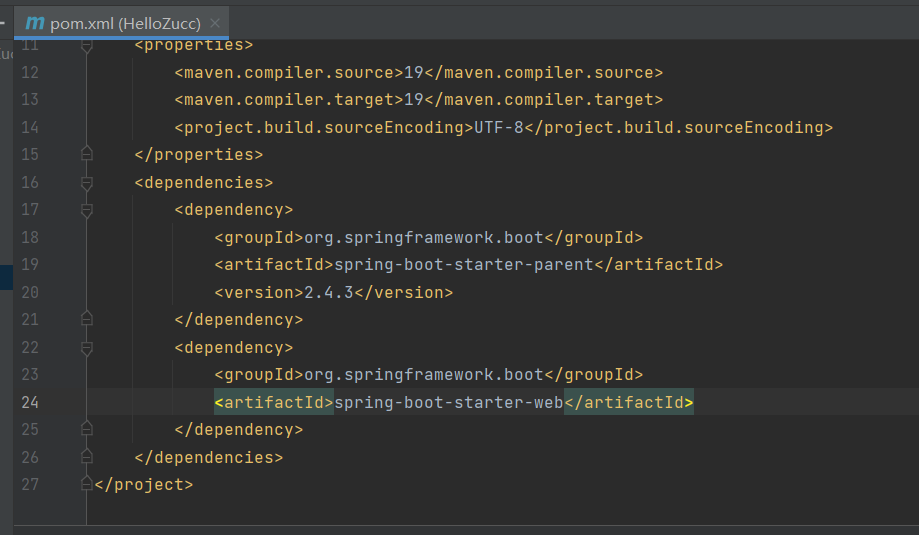 m pom.xml (HelloZucc) ×
11 <properties>
12 <maven.compiler.source>19</maven.compiler.source>
13 <maven.compiler.target>19</maven.compiler.target>
14 <project.build.sourceEncoding>UTF-8</project.build.sourceEncoding>
15 </properties>
16 <dependencies>
17 <dependency>
18 <groupId>org.springframework.boot</groupId>
19 <artifactId>spring-boot-starter-parent</artifactId>
20 <version>2.4.3</version>
21 </dependency>
22 <dependency>
23 <groupId>org.springframework.boot</groupId>
24 <artifactId>spring-boot-starter-web</artifactId>
25 </dependency>
26 </dependencies>
27 </project>